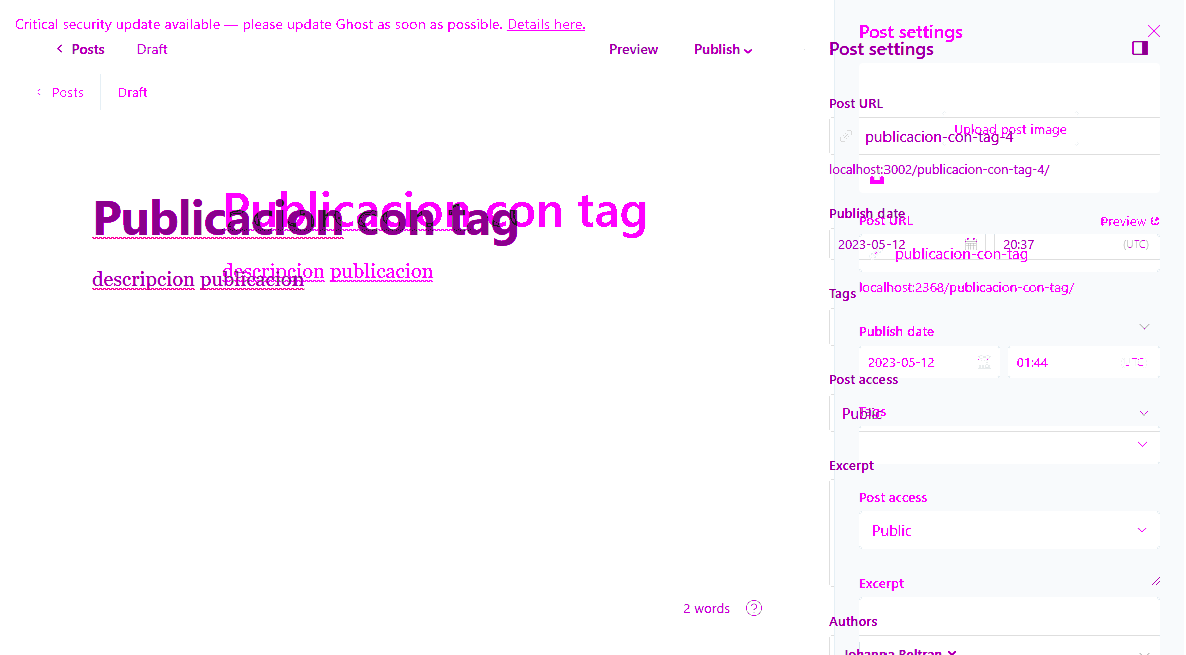 Critical security update available — please update Ghost as soon as possible. Details here.
Posts Draft Preview Publish
Post settings
Post settings
Posts Draft
Post URL
Upload post image
publicacion-con-tag-4
localhost:3002/publicacion-con-tag-4/
Publicacion con tag
Publicacion con tag
Publish date
Post URL Preview
2023-05-12 20:37 (UTC)
publicacion-con-tag
descripcion publicacion
descripcion publicacion
localhost:2368/publicacion-con-tag/
Tags
Publish date
2023-05-12 01:44 UTC
Post access
Public
Tags
Excerpt
Post access
Public
Excerpt
2 words ?
Authors
Johanna Beltran